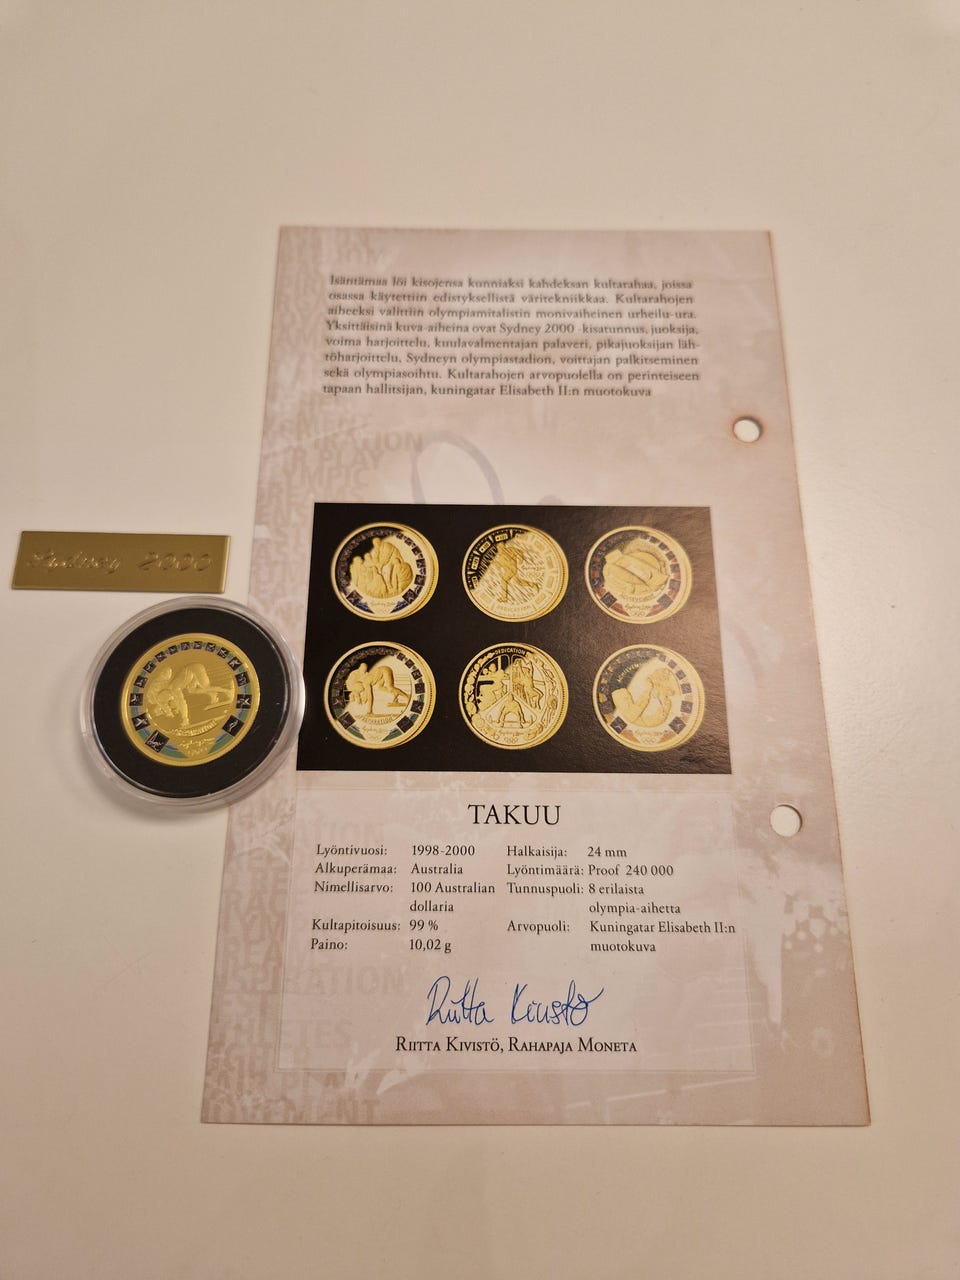 Isäntämaa löi kisojensa kunniaksi kahdeksan kultarahaa, joissa
osassa käytettiin edistyksellistä väritekniikkaa. Kultarahojen
aiheeksi valittiin olympiamitalistin monivaiheinen urheilu-ura.
Yksittäisinä kuva-aiheina ovat Sydney 2000 -kisatunnus, juoksija,
voima harjoittelu, kuulavalmentajan palaveri, pikajuoksijan läh-
töharjoittelu, Sydneyn olympiastadion, voittajan palkitseminen
sekä olympiasoihtu. Kultarahojen arvopuolella on perinteiseen
tapaan hallitsijan, kuningatar Elisabeth II:n muotokuva
Sydney 2000
DEDICATION
DEDICATION
TAKUU
Lyöntivuosi: 1998-2000 Halkaisija: 24 mm
Alkuperämaa: Australia Lyöntimäärä: Proof 240 000
Nimellisarvo: 100 Australian Tunnuspuoli: 8 erilaista
dollaria olympia-aihetta
Kultapitoisuus: 99 % Arvopuoli: Kuningatar Elisabeth II:n
Paino: 10,02 g muotokuva
Riitta Kivistö
Riitta Kivistö, Rahapaja Moneta